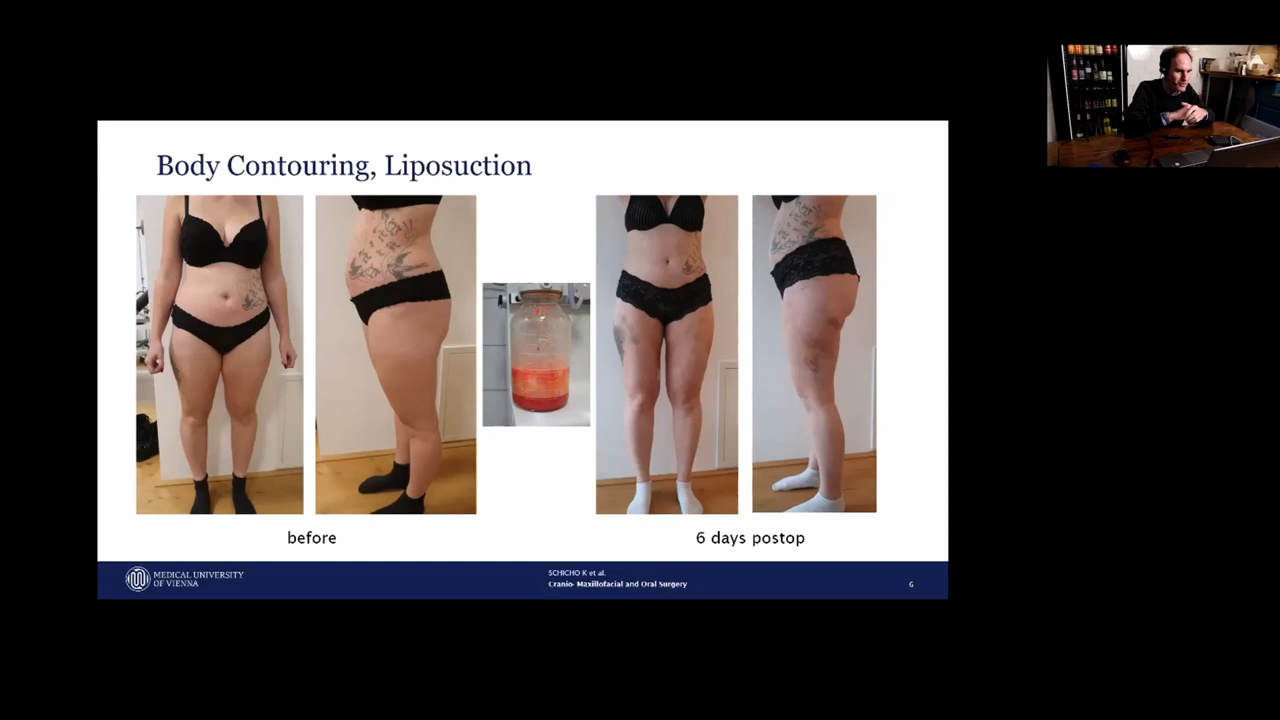 Body Contouring, Liposuction
before
6 days postop
MEDICAL UNIVERSITY
OF VIENNA
SCHICHO K et al.
Cranio- Maxillofacial and Oral Surgery
6